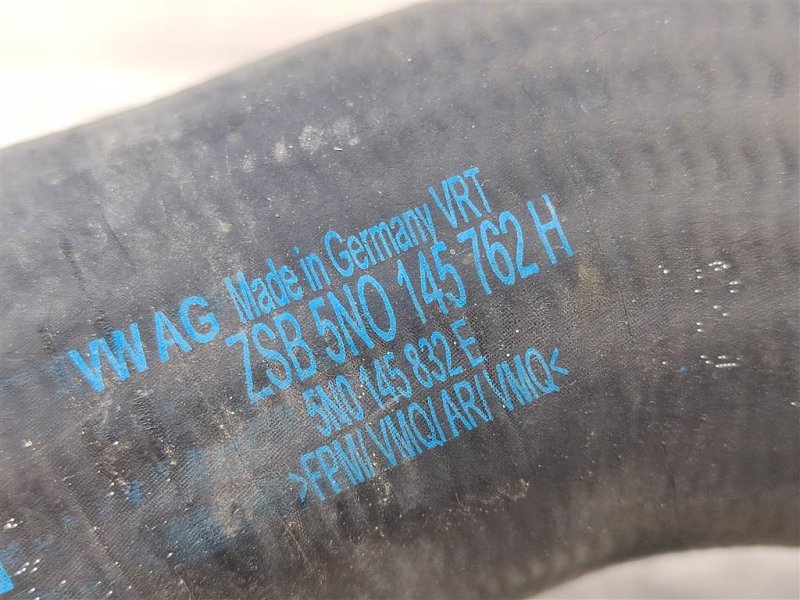 VW AG Made in Germany VRT
ZSB 5N0 145 762 H
5N0 145 832 E
>FPM/VMQ/AR/VMQ<